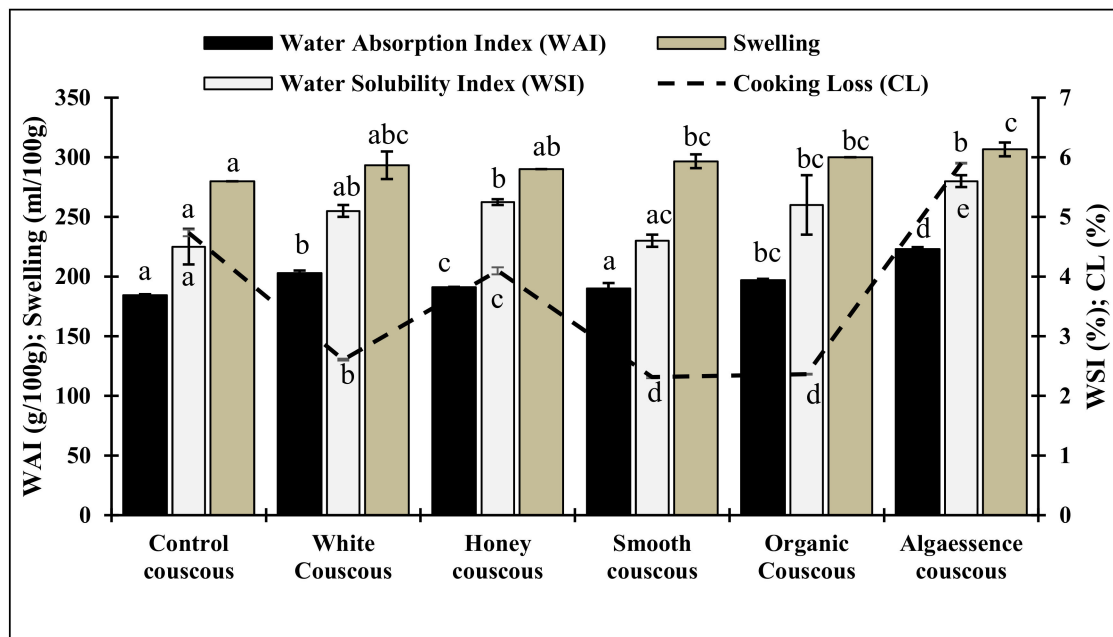 Water Absorption Index (WAI)
Swelling
Water Solubility Index (WSI)
Cooking Loss (CL)
WAI (g/100g); Swelling (ml/100g)
350
300
250
200
150
100
50
0
a
a
a
a
b
ab
abc
b
c
b
ab
c
a
ac
bc
d
bc
bc
bc
d
d
b
c
e
7
6
5
4
3
2
1
0
WSI (%); CL (%)
Control
couscous
White
Couscous
Honey
couscous
Smooth
couscous
Organic
Couscous
Algaessence
couscous